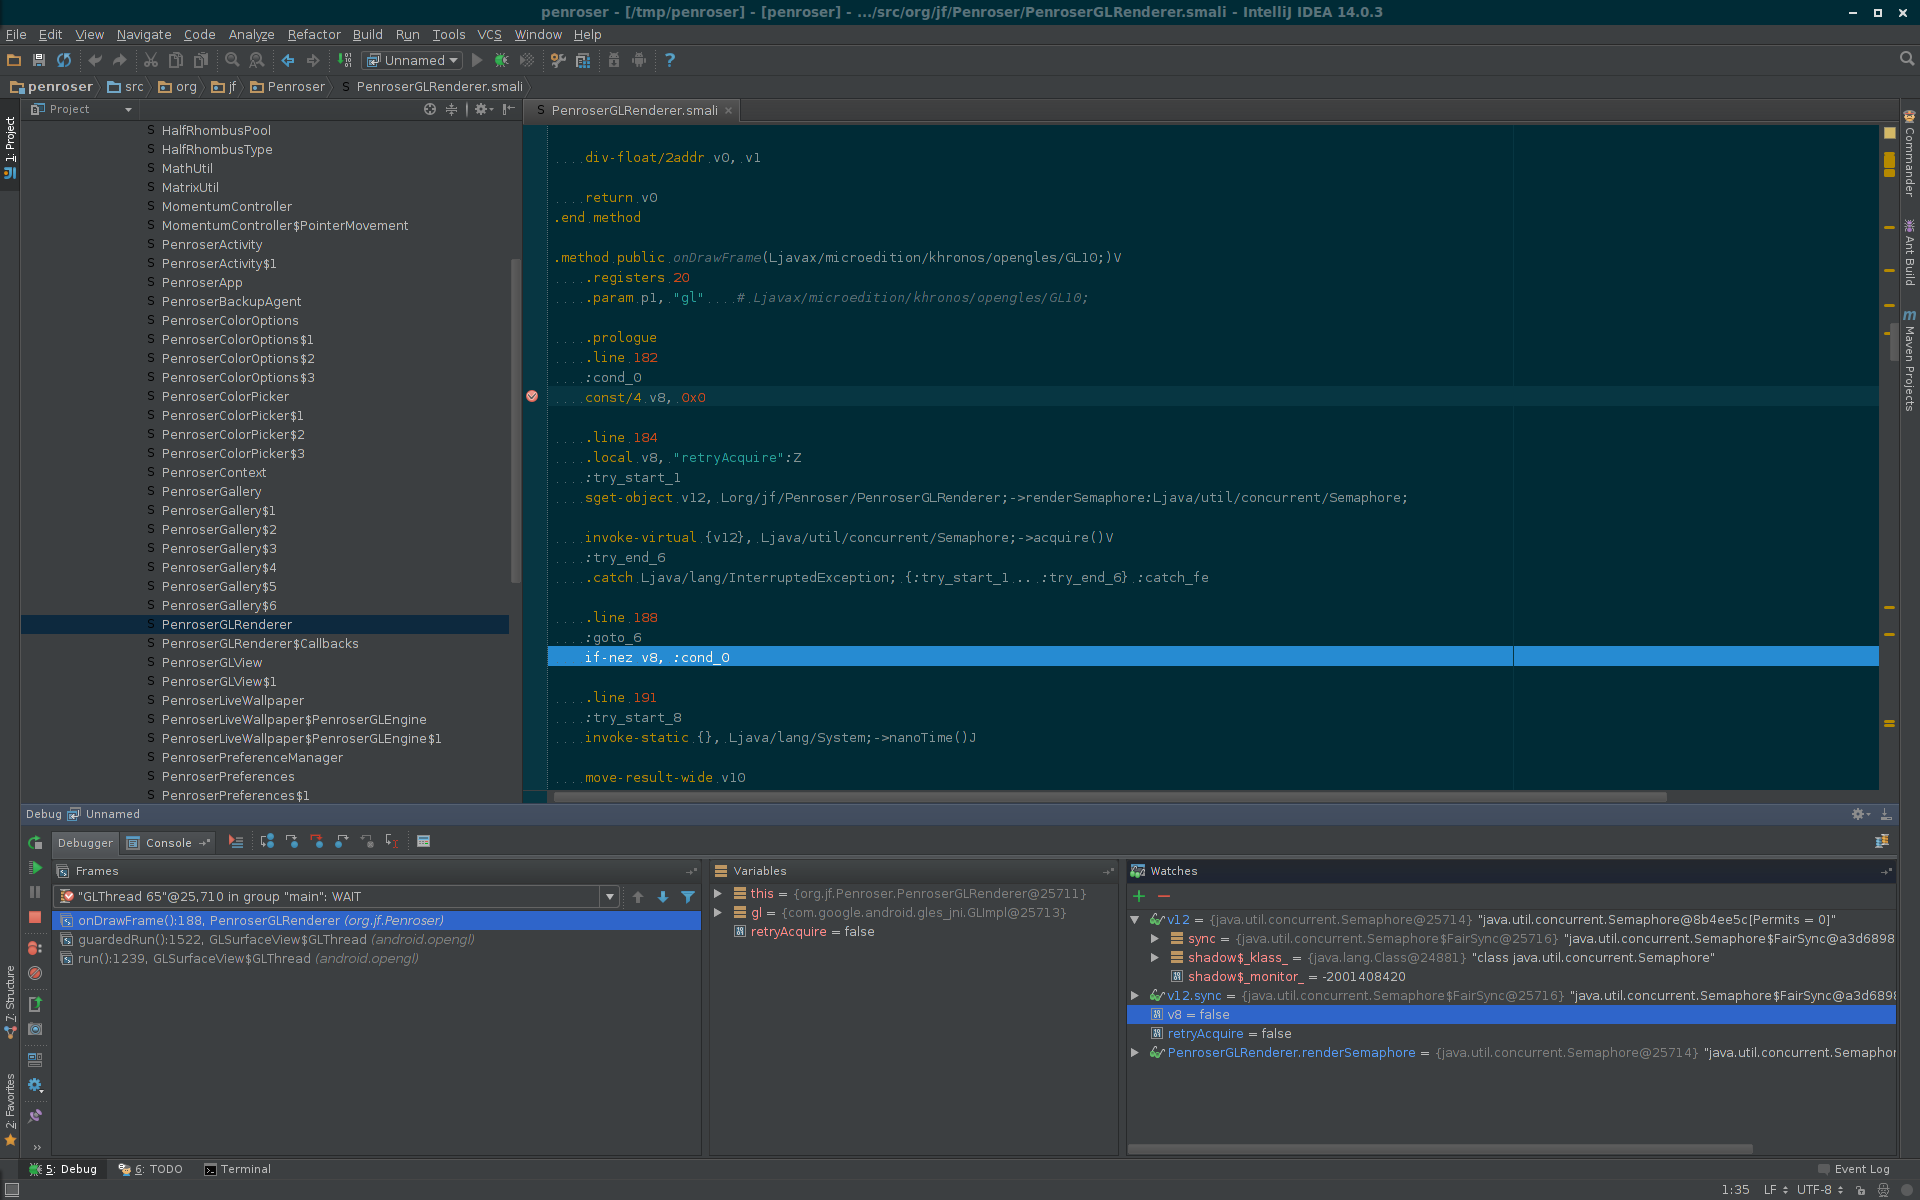 penroser - [/tmp/penroser] - [penroser] - .../src/org/jf/Penroser/PenroserGLRenderer.smali - IntelliJ IDEA 14.0.3
File Edit View Navigate Code Analyze Refactor Build Run Tools VCS Window Help
Unnamed
penroser src org jf Penroser S PenroserGLRenderer.smali
Project
S PenroserGLRenderer.smali
1: Project
7: Structure
2: Favorites
S HalfRhombusPool
S HalfRhombusType
S MathUtil
S MatrixUtil
S MomentumController
S MomentumController$PointerMovement
S PenroserActivity
S PenroserActivity$1
S PenroserApp
S PenroserBackupAgent
S PenroserColorOptions
S PenroserColorOptions$1
S PenroserColorOptions$2
S PenroserColorOptions$3
S PenroserColorPicker
S PenroserColorPicker$1
S PenroserColorPicker$2
S PenroserColorPicker$3
S PenroserContext
S PenroserGallery
S PenroserGallery$1
S PenroserGallery$2
S PenroserGallery$3
S PenroserGallery$4
S PenroserGallery$5
S PenroserGallery$6
S PenroserGLRenderer
S PenroserGLRenderer$Callbacks
S PenroserGLView
S PenroserGLView$1
S PenroserLiveWallpaper
S PenroserLiveWallpaper$PenroserGLEngine
S PenroserLiveWallpaper$PenroserGLEngine$1
S PenroserPreferenceManager
S PenroserPreferences
S PenroserPreferences$1
div-float/2addr v0, v1
return v0
.end method
.method public onDrawFrame(Ljavax/microedition/khronos/opengles/GL10;)V
.registers 20
.param p1, "gl" # Ljavax/microedition/khronos/opengles/GL10;
.prologue
.line 182
:cond_0
const/4 v8, 0x0
.line 184
.local v8, "retryAcquire":Z
:try_start_1
sget-object v12, Lorg/jf/Penroser/PenroserGLRenderer;->renderSemaphore:Ljava/util/concurrent/Semaphore;
invoke-virtual {v12}, Ljava/util/concurrent/Semaphore;->acquire()V
:try_end_6
.catch Ljava/lang/InterruptedException; {:try_start_1 .. :try_end_6} :catch_fe
.line 188
:goto_6
if-nez v8, :cond_0
.line 191
:try_start_8
invoke-static {}, Ljava/lang/System;->nanoTime()J
move-result-wide v10
Commander
Ant Build
Maven Projects
Debug Unnamed
Debugger Console
Frames
"GLThread 65"@25,710 in group "main": WAIT
onDrawFrame():188, PenroserGLRenderer (org.jf.Penroser)
guardedRun():1522, GLSurfaceView$GLThread (android.opengl)
run():1239, GLSurfaceView$GLThread (android.opengl)
Variables
this = {org.jf.Penroser.PenroserGLRenderer@25711}
gl = {com.google.android.gles_jni.GLImpl@25713}
retryAcquire = false
Watches
v12 = {java.util.concurrent.Semaphore@25714} "java.util.concurrent.Semaphore@8b4ee5c[Permits = 0]"
sync = {java.util.concurrent.Semaphore$FairSync@25716} "java.util.concurrent.Semaphore$FairSync@a3d6898
shadow$_klass_ = {java.lang.Class@24881} "class java.util.concurrent.Semaphore"
shadow$_monitor_ = -2001408420
v12.sync = {java.util.concurrent.Semaphore$FairSync@25716} "java.util.concurrent.Semaphore$FairSync@a3d6898
v8 = false
retryAcquire = false
PenroserGLRenderer.renderSemaphore = {java.util.concurrent.Semaphore@25714} "java.util.concurrent.Semaphor
5: Debug 6: TODO Terminal Event Log
1:35 LF UTF-8